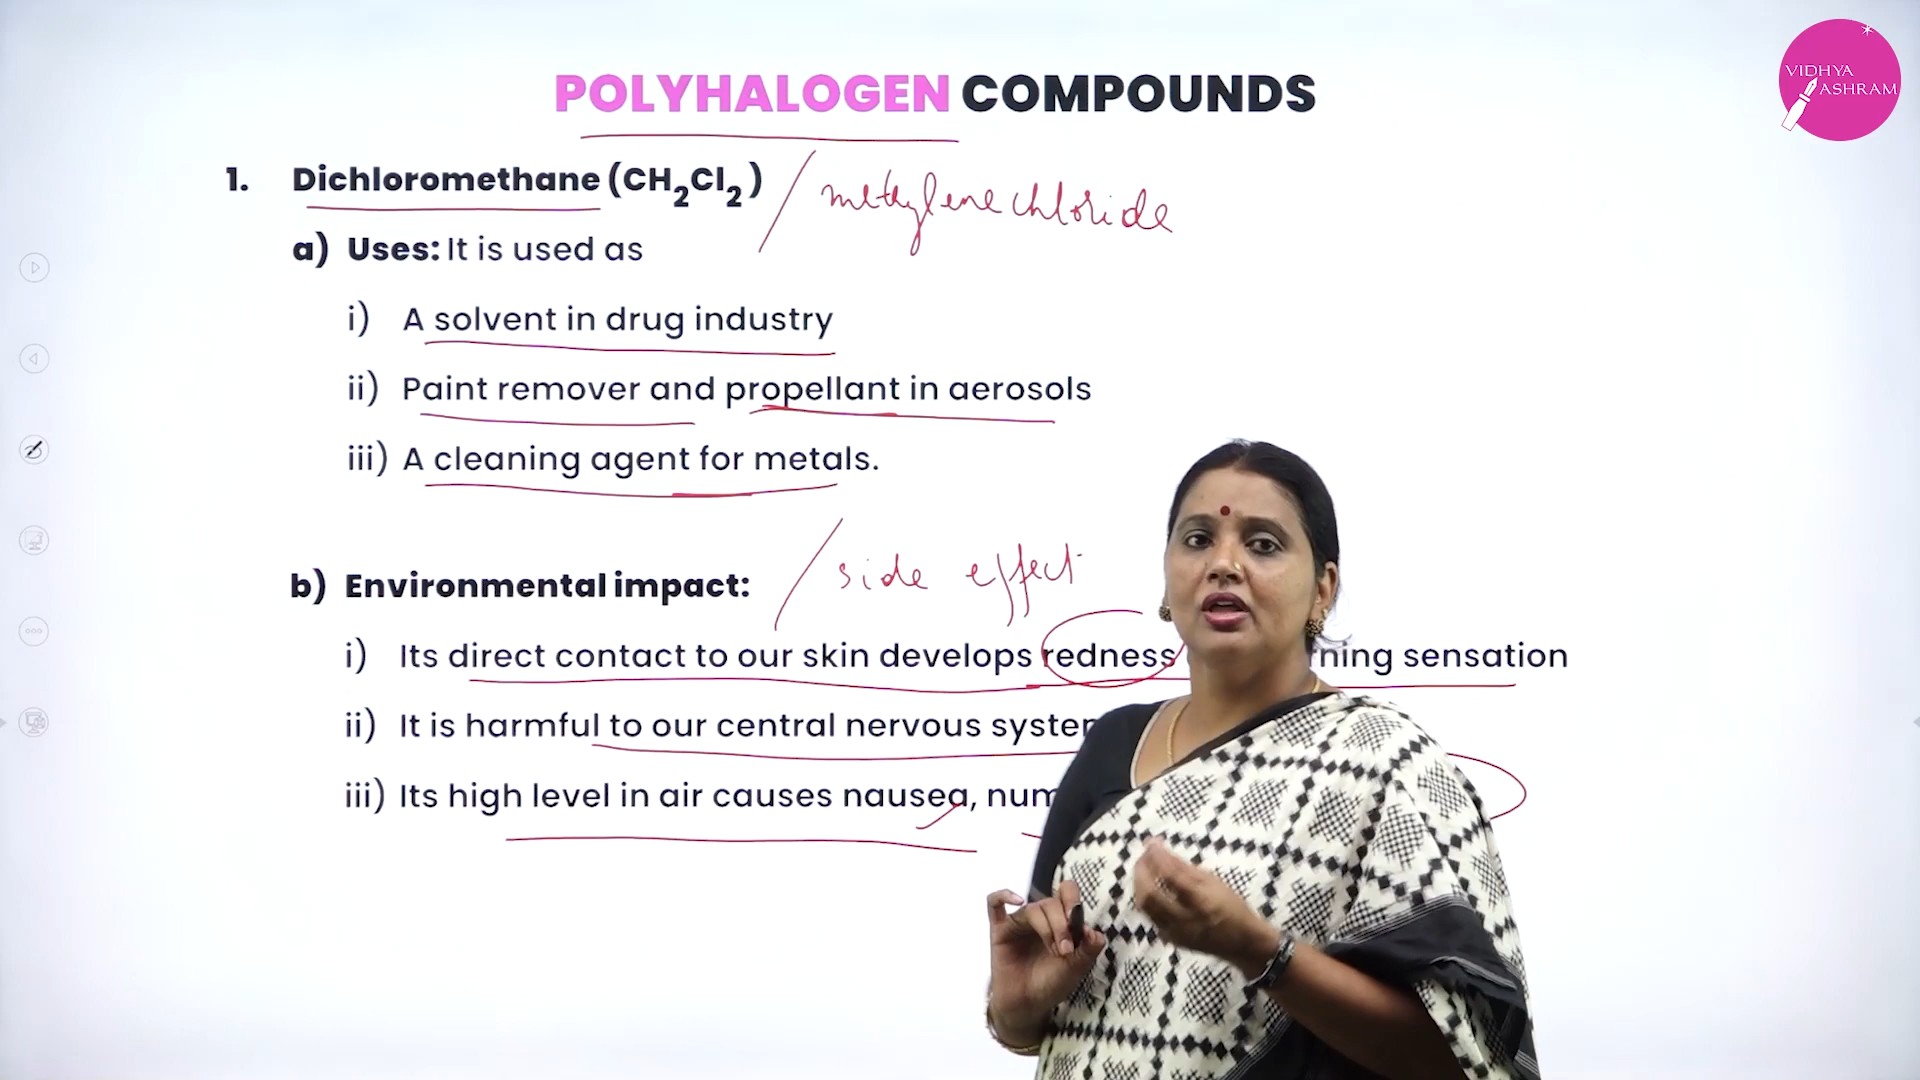 VIDHYA
ASHRAM
POLYHALOGEN COMPOUNDS
1. Dichloromethane (CH₂Cl₂) / methylene chloride
a) Uses: It is used as
i) A solvent in drug industry
ii) Paint remover and propellant in aerosols
iii) A cleaning agent for metals.
b) Environmental impact: / side effect
i) Its direct contact to our skin develops redness sensation
ii) It is harmful to our central nervous
iii) Its high level in air causes nausea,